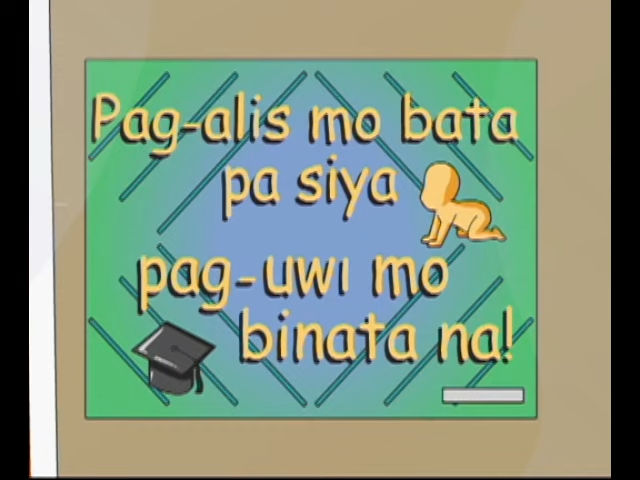 Pag-alis mo bata
pa siya
pag-uwi mo
binata na!